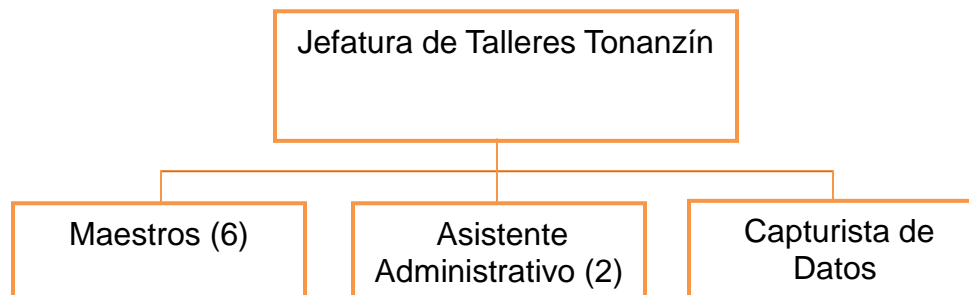 Jefatura de Talleres Tonanzín
Maestros (6)
Asistente
Administrativo (2)
Capturista de
Datos